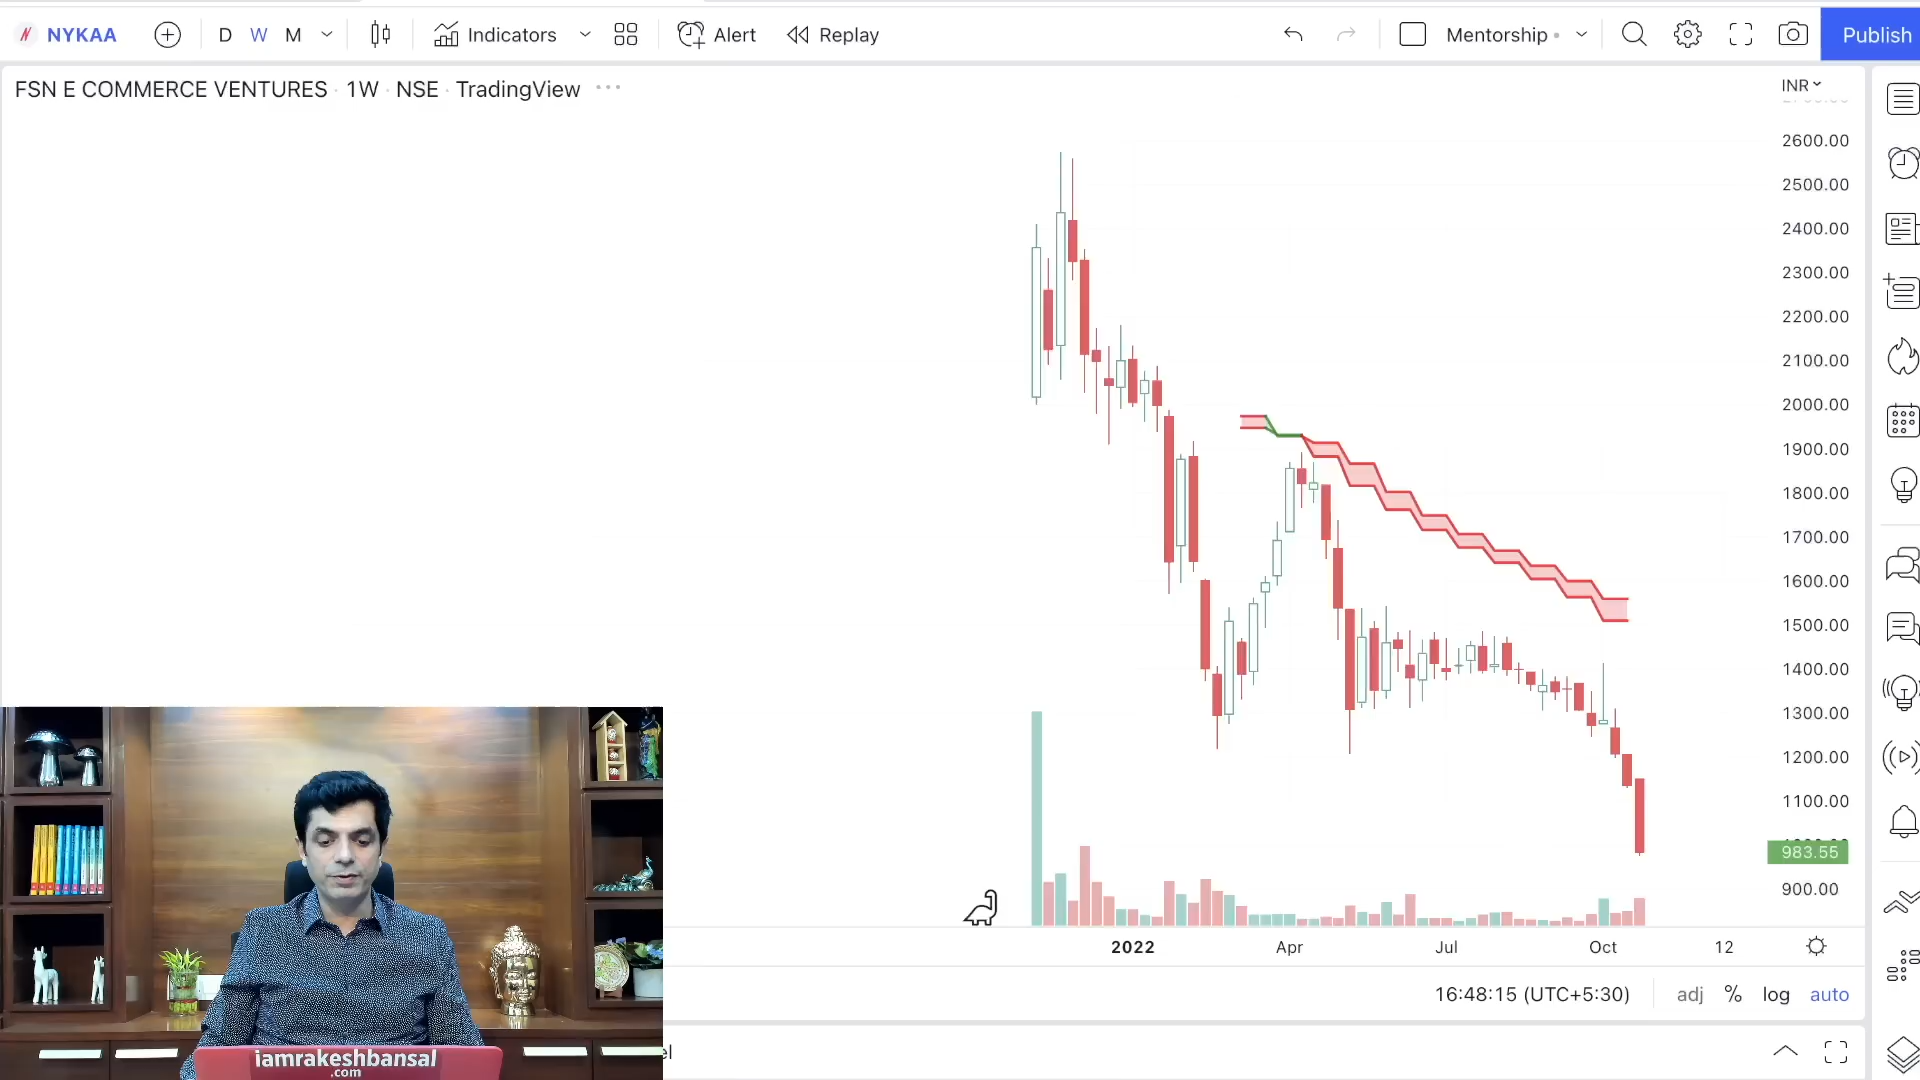 NYKAA
D W M
Indicators
Alert
Replay
Mentorship
Publish
FSN E COMMERCE VENTURES · 1W · NSE · TradingView
INR
2600.00
2500.00
2400.00
2300.00
2200.00
2100.00
2000.00
1900.00
1800.00
1700.00
1600.00
1500.00
1400.00
1300.00
1200.00
1100.00
983.55
900.00
2022 Apr Jul Oct 12
16:48:15 (UTC+5:30) adj % log auto
iamrakeshbansal
.com